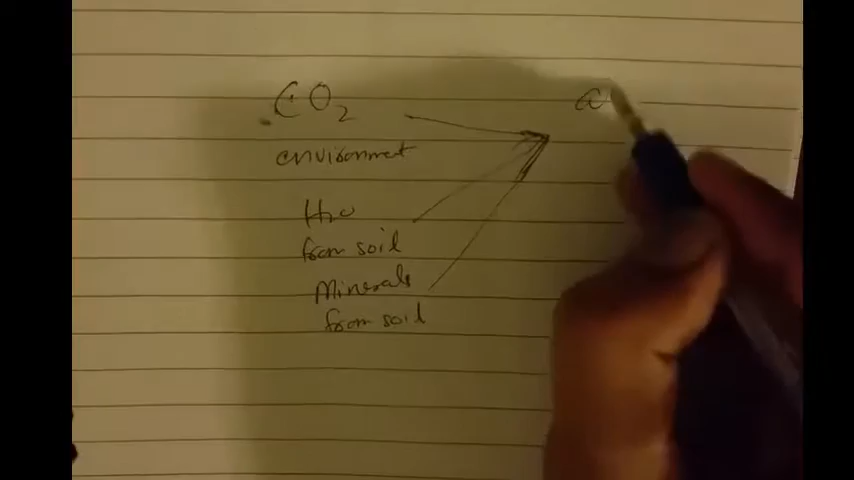 CO2
a
environment
H2O
from soil
Minerals
from soil